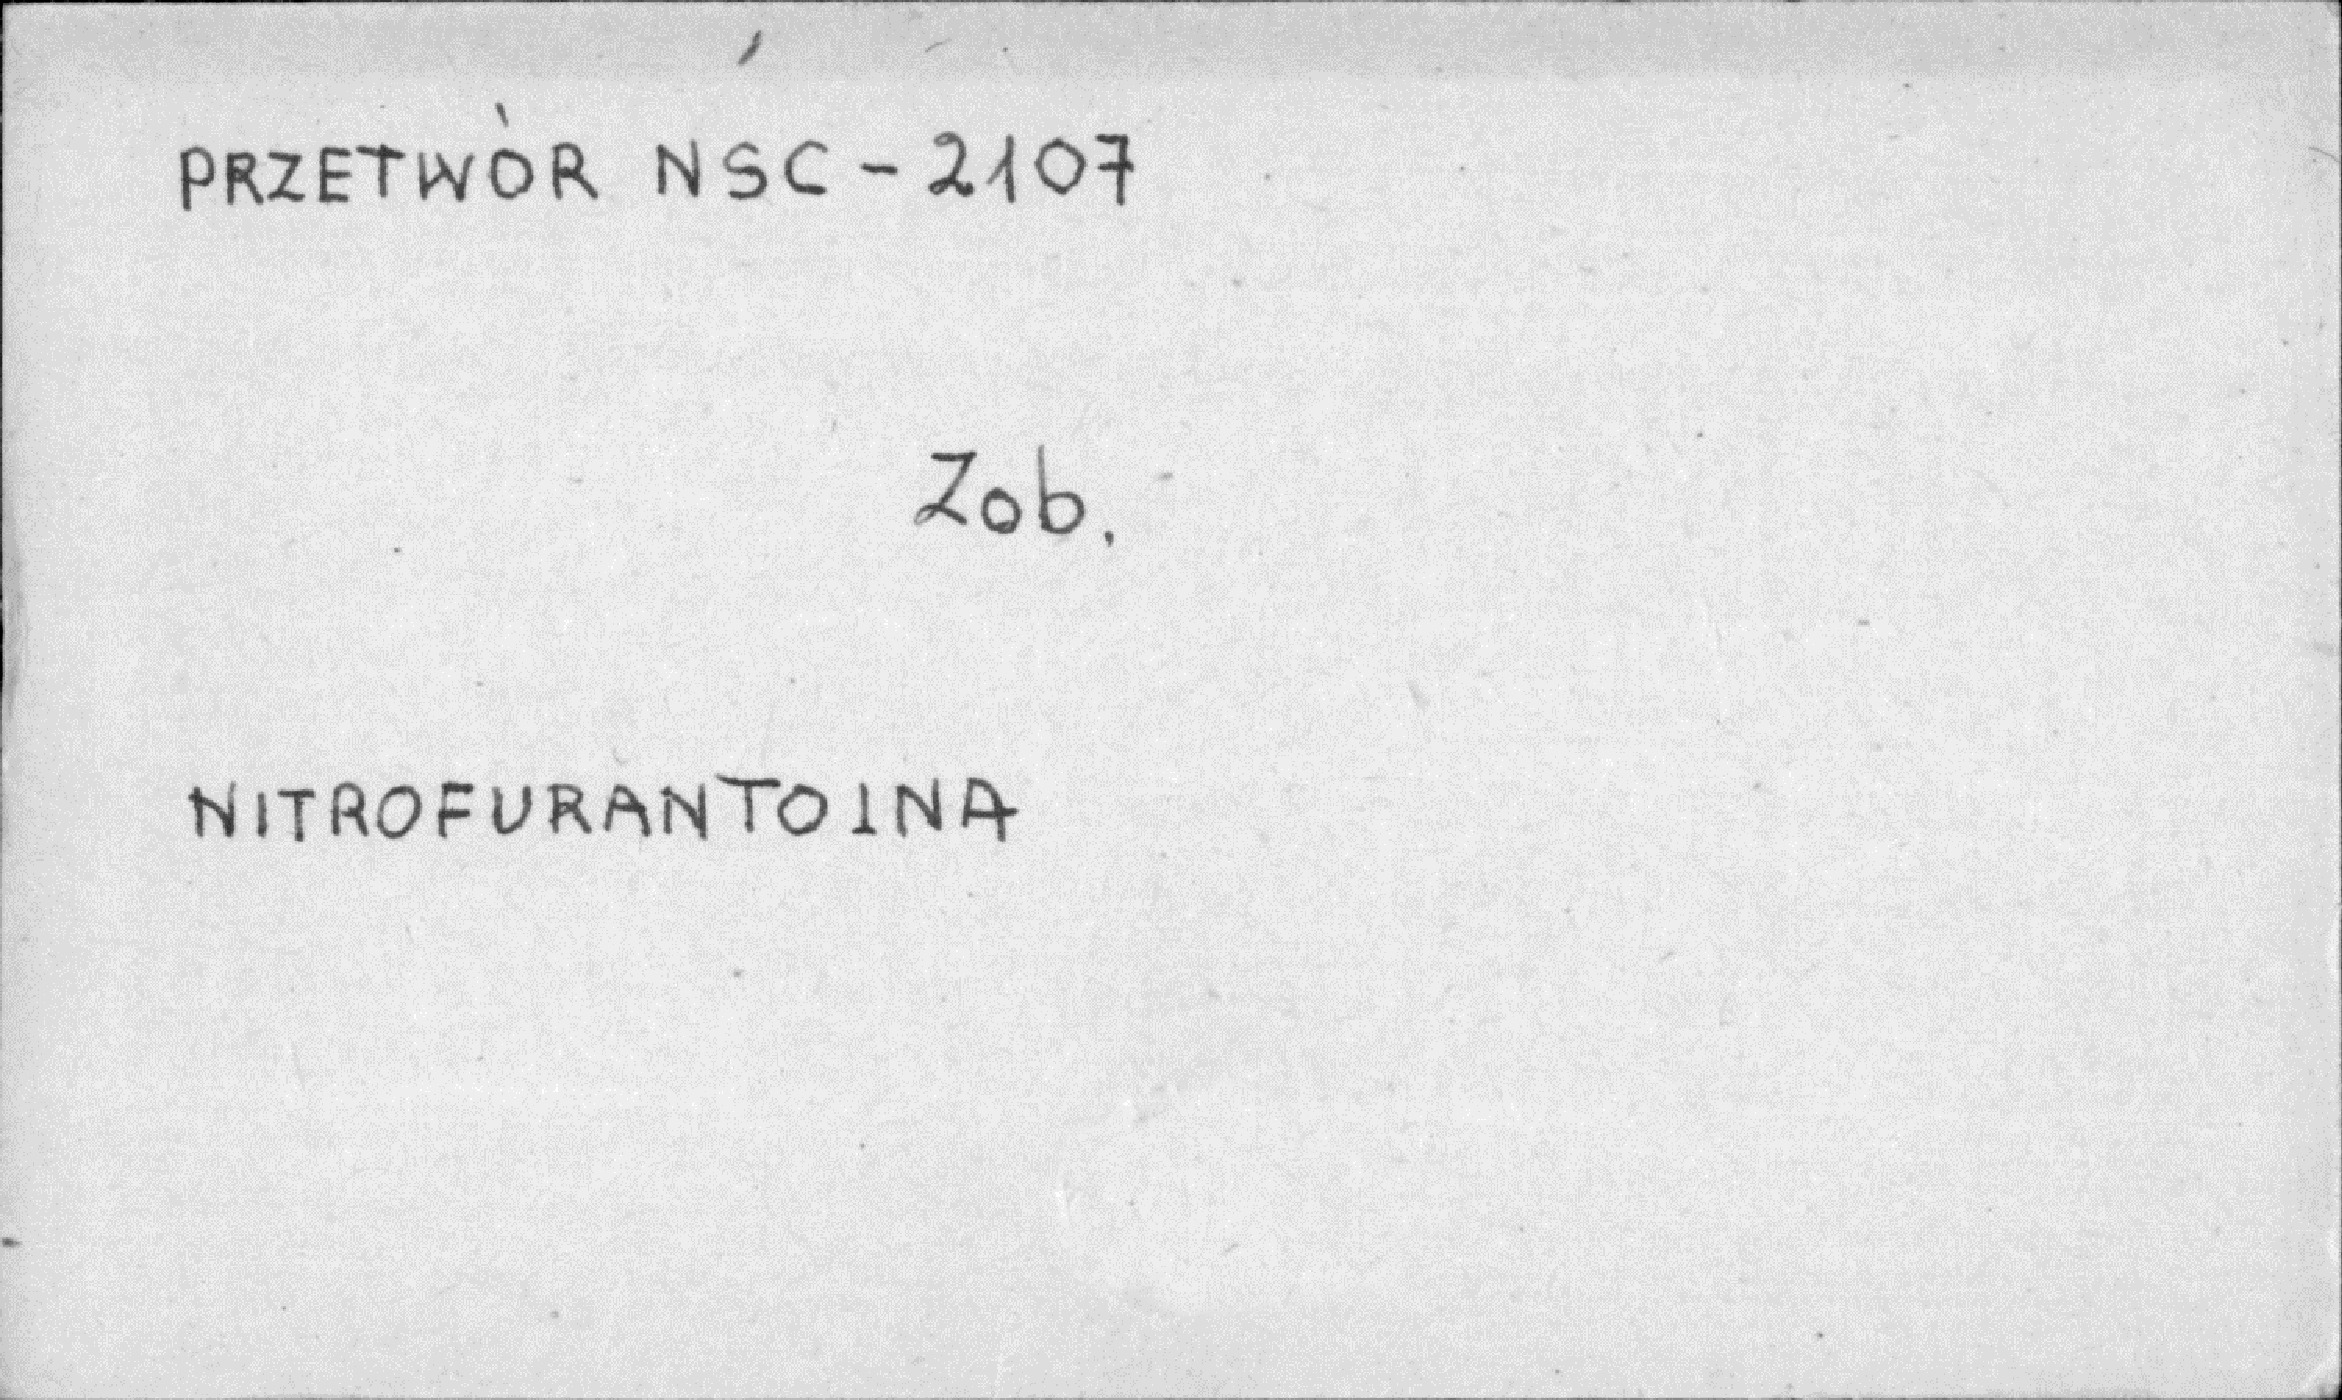 PRZETWÓR NSC-2107
Zob.
NITROFURANTOINA